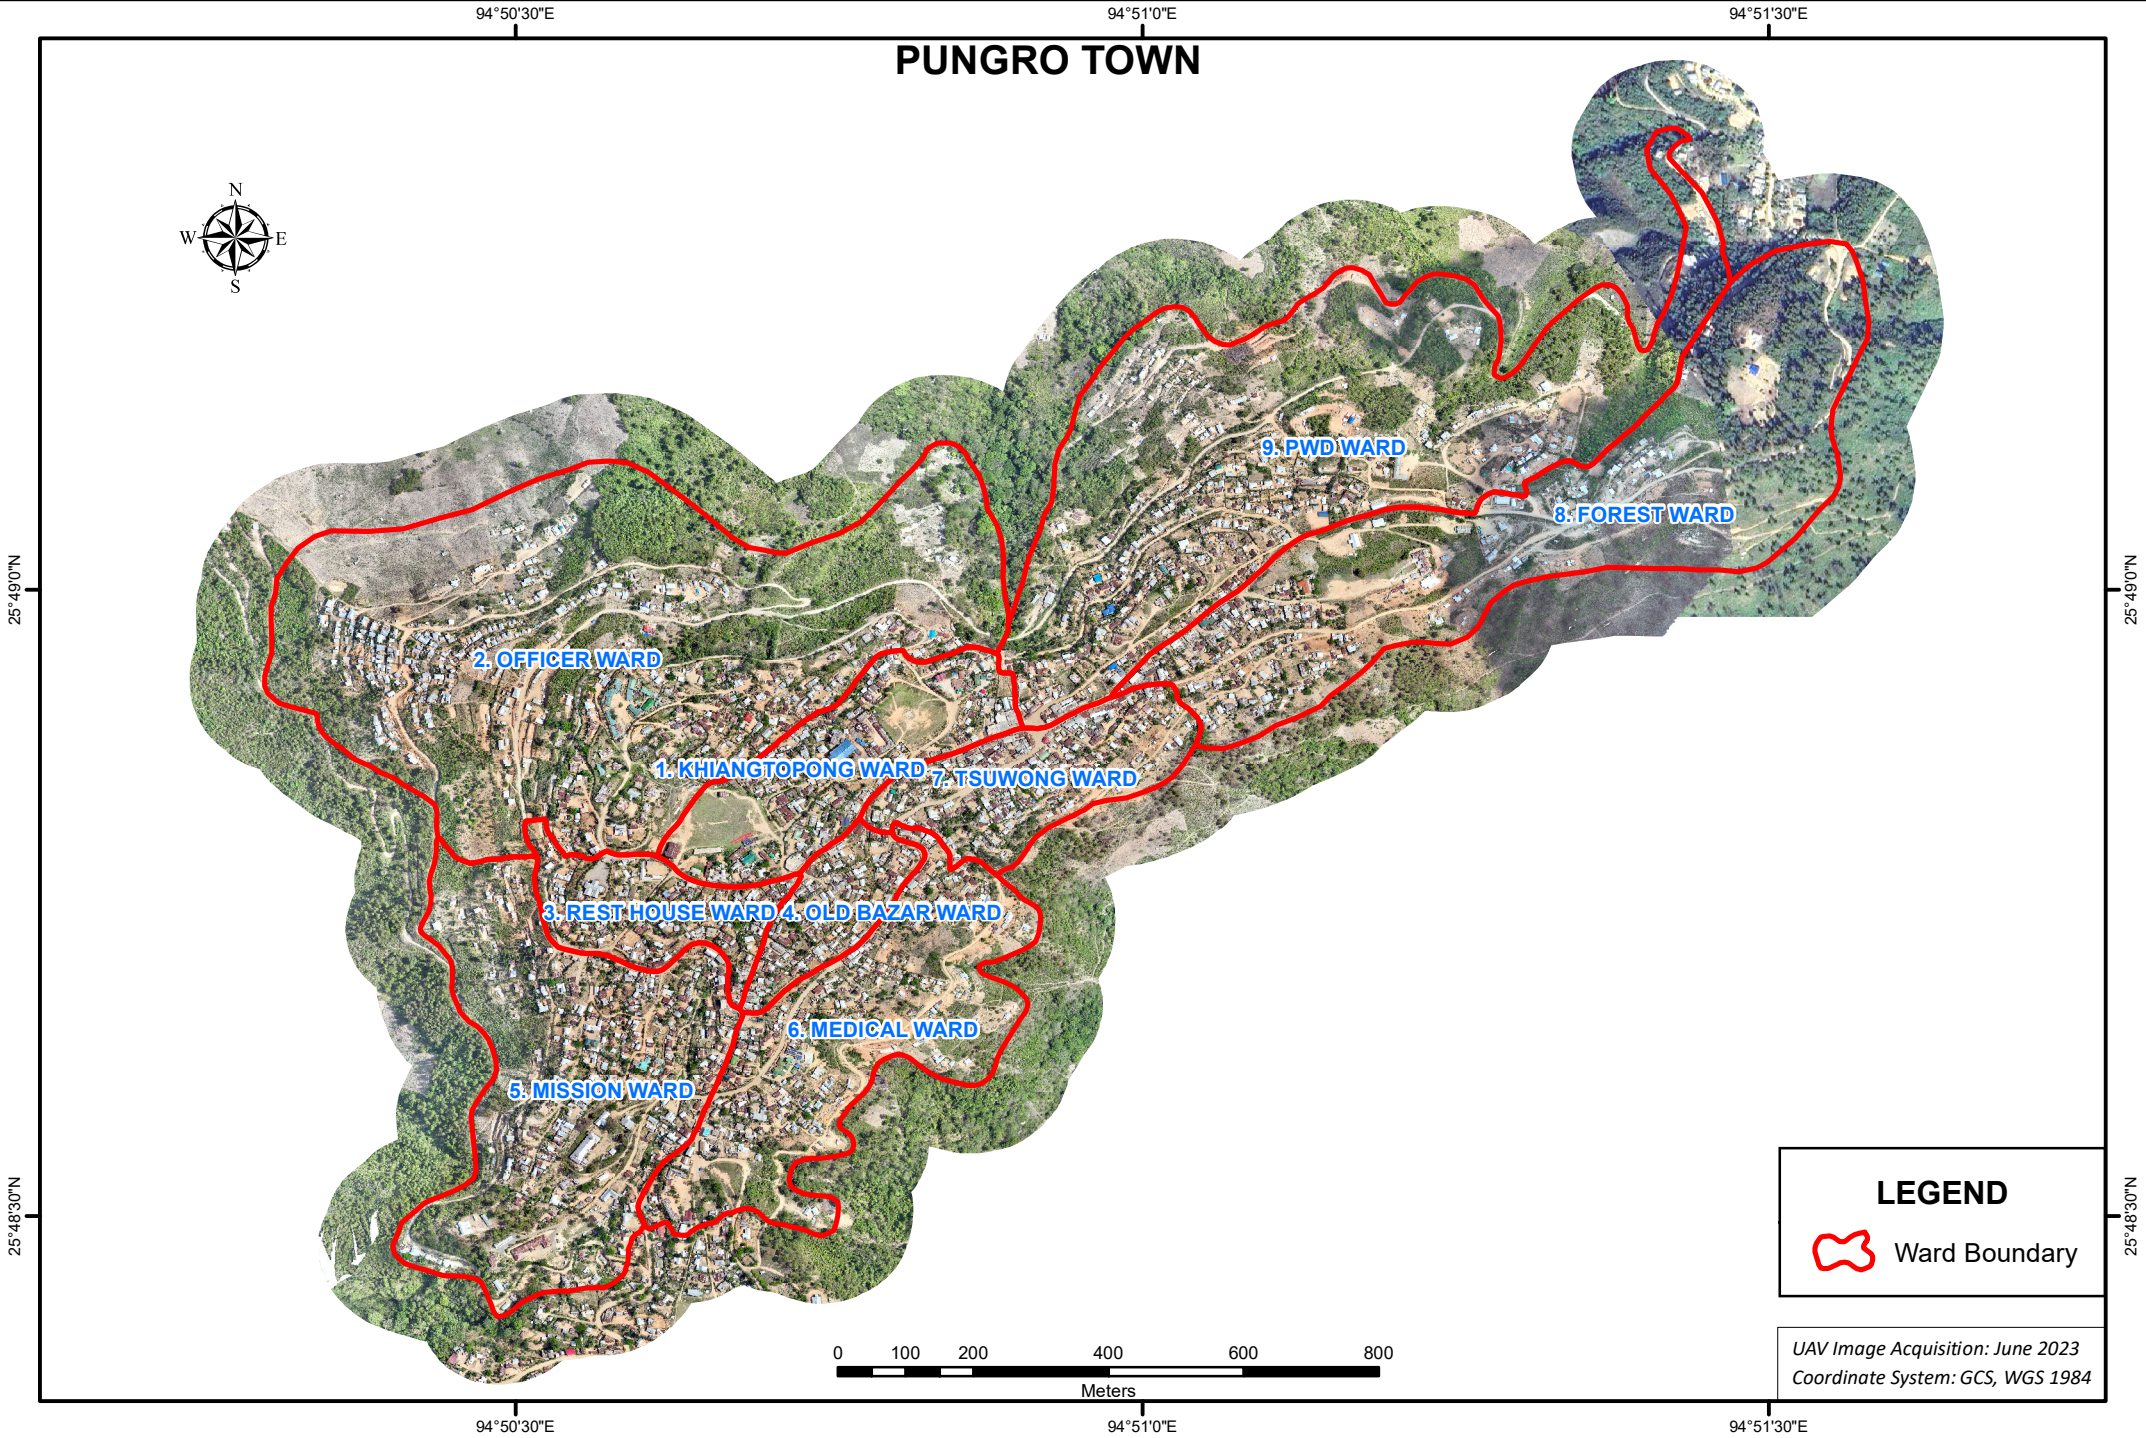 94°50'30"E
94°51'0"E
94°51'30"E
PUNGRO TOWN
N
W E
S
9. PWD WARD
8. FOREST WARD
25°49'0"N
25°49'0"N
2. OFFICER WARD
1. KHIANGTOPONG WARD
7. TSUWONG WARD
3. REST HOUSE WARD
4. OLD BAZAR WARD
6. MEDICAL WARD
5. MISSION WARD
25°48'30"N
25°48'30"N
LEGEND
Ward Boundary
0 100 200 400 600 800
Meters
UAV Image Acquisition: June 2023
Coordinate System: GCS, WGS 1984
94°50'30"E
94°51'0"E
94°51'30"E